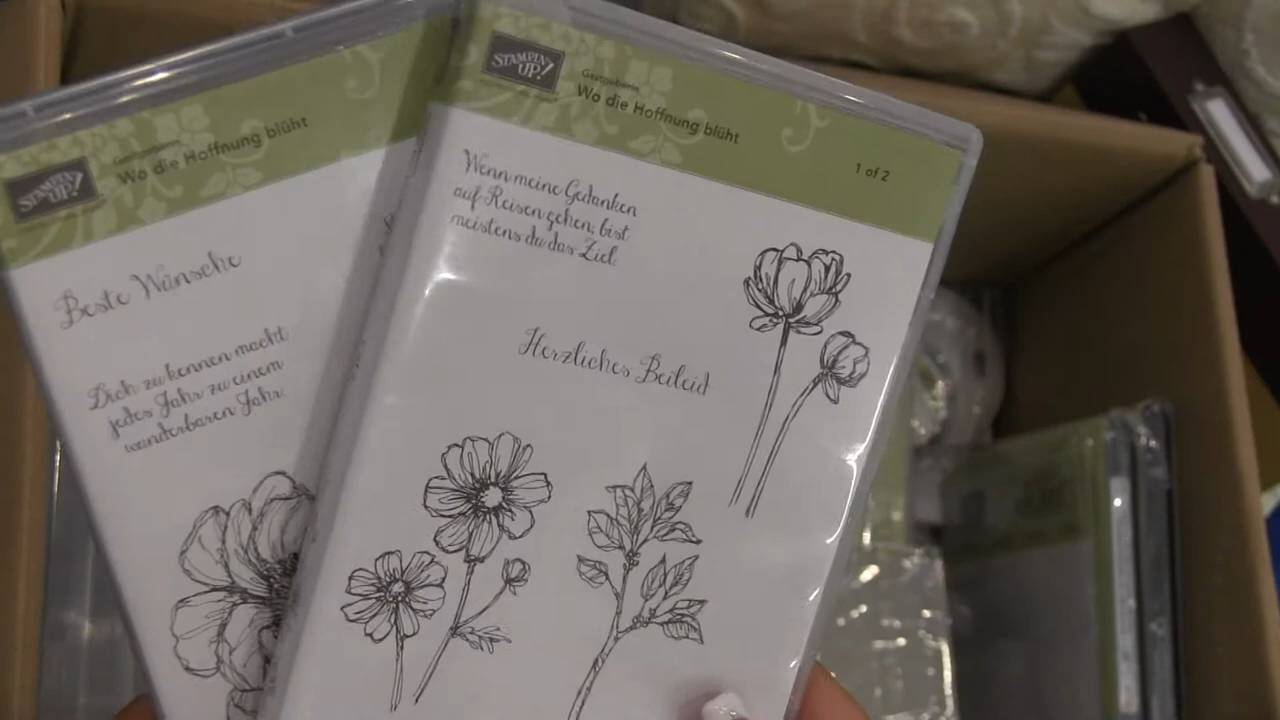 STAMPIN' UP!
Gastgeberin
Wo die Hoffnung blüht
Beste Wünsche
Dich zu kennen macht
jedes Jahr zu einem
wunderbaren Jahr.
STAMPIN' UP!
Gastgeberin
Wo die Hoffnung blüht
1 of 2
Wenn meine Gedanken
auf Reisen gehen, bist
meistens du das Ziel.
Herzliches Beileid